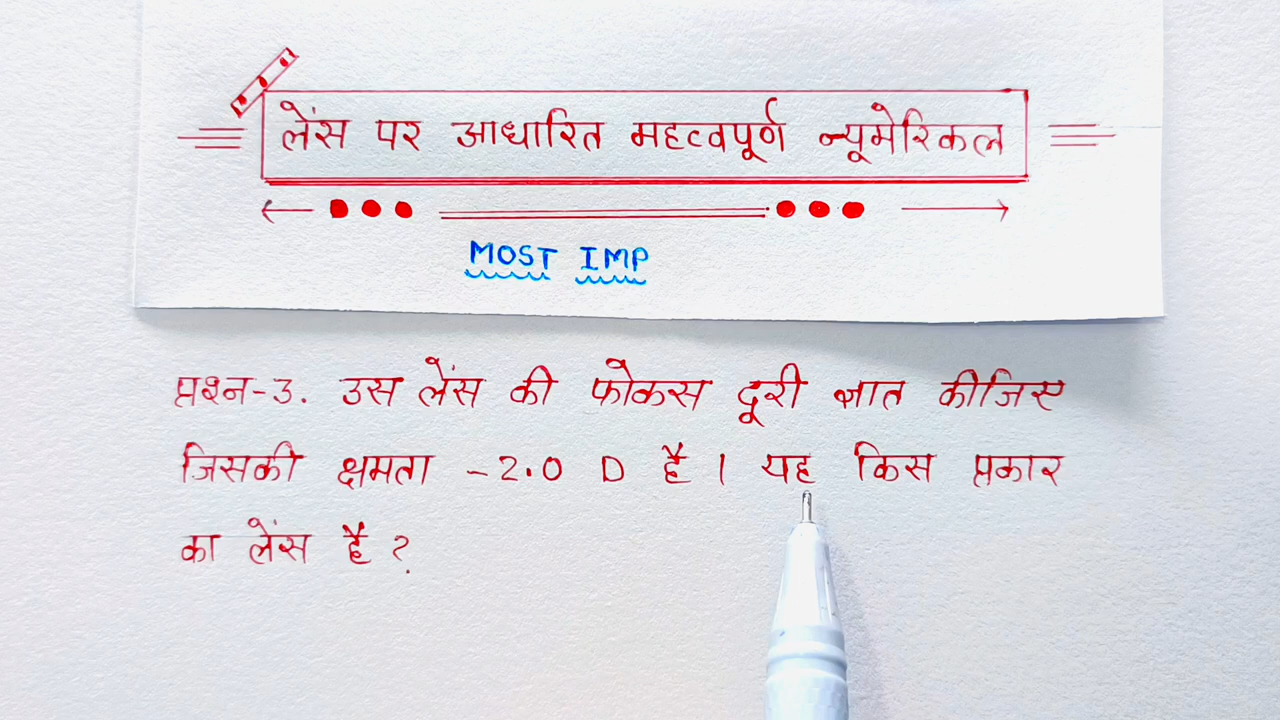 लेंस पर आधारित महत्वपूर्ण न्यूमेरिकल
MOST IMP
प्रश्न-3. उस लेंस की फोकस दूरी ज्ञात कीजिए
जिसकी क्षमता -2.0 D है । यह किस प्रकार
का लेंस है ?